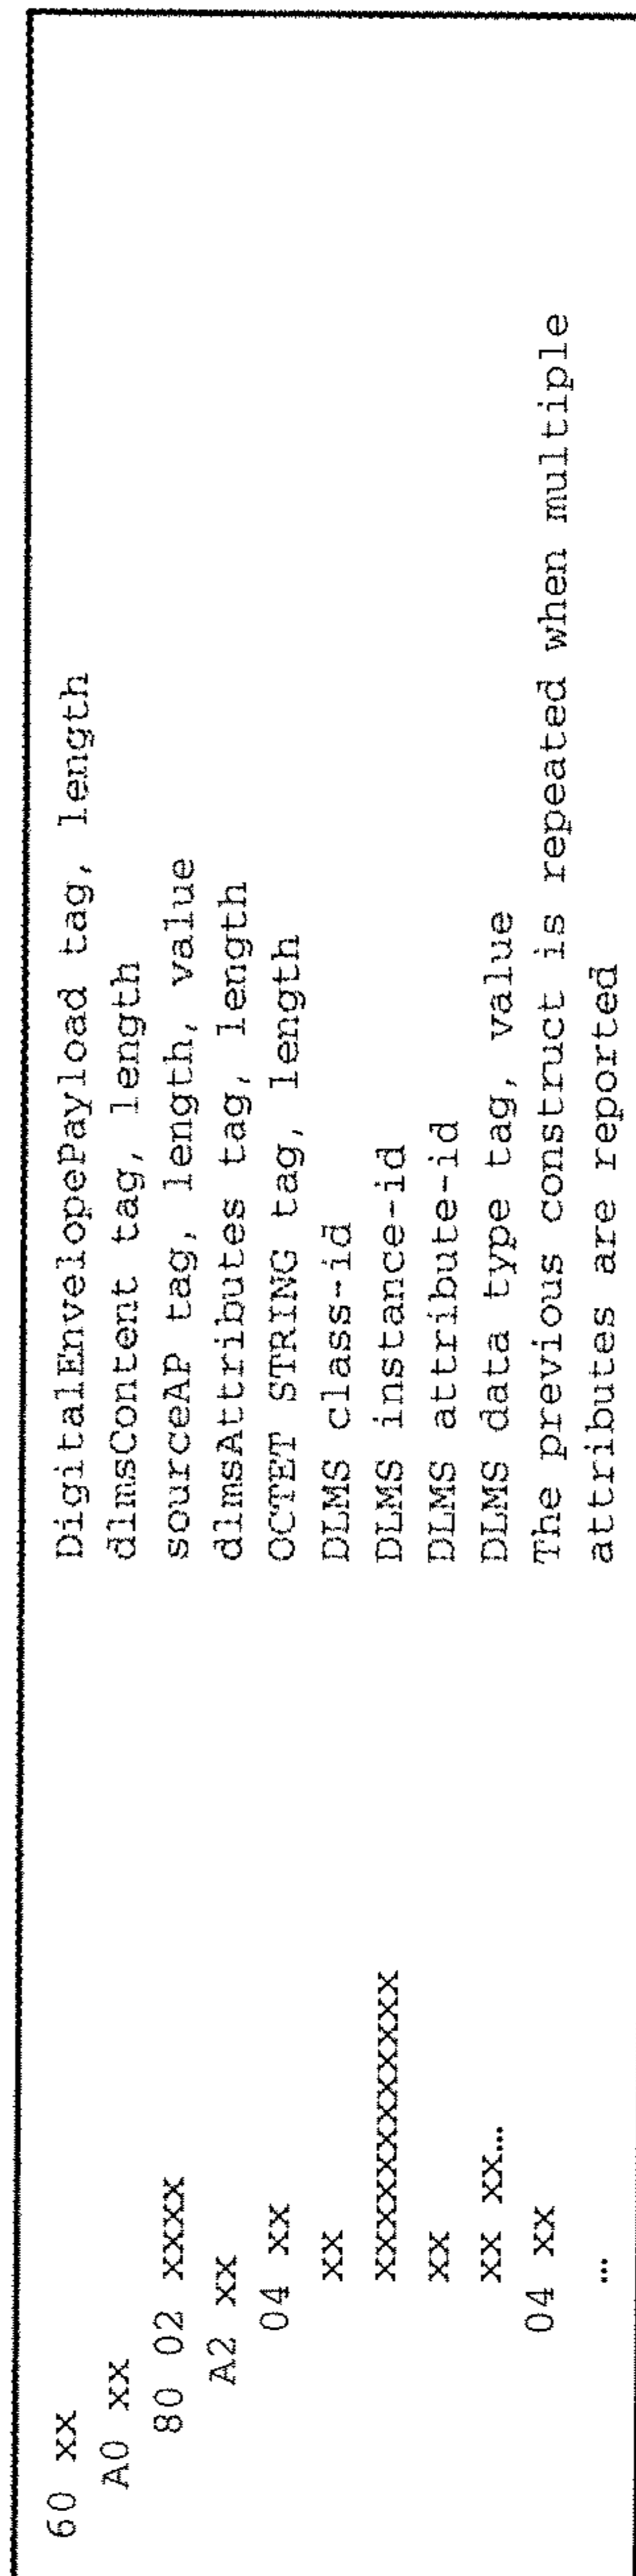 60 xx DigitalEnvelopePayload tag, length
A0 xx dlmsContent tag, length
80 02 xxxx sourceAP tag, length, value
A2 xx dlmsAttributes tag, length
04 xx OCTET STRING tag, length
xx DLMS class-id
xxxxxxxxxxxx DLMS instance-id
xx DLMS attribute-id
xx xx… DLMS data type tag, value
04 xx The previous construct is repeated when multiple
… attributes are reported